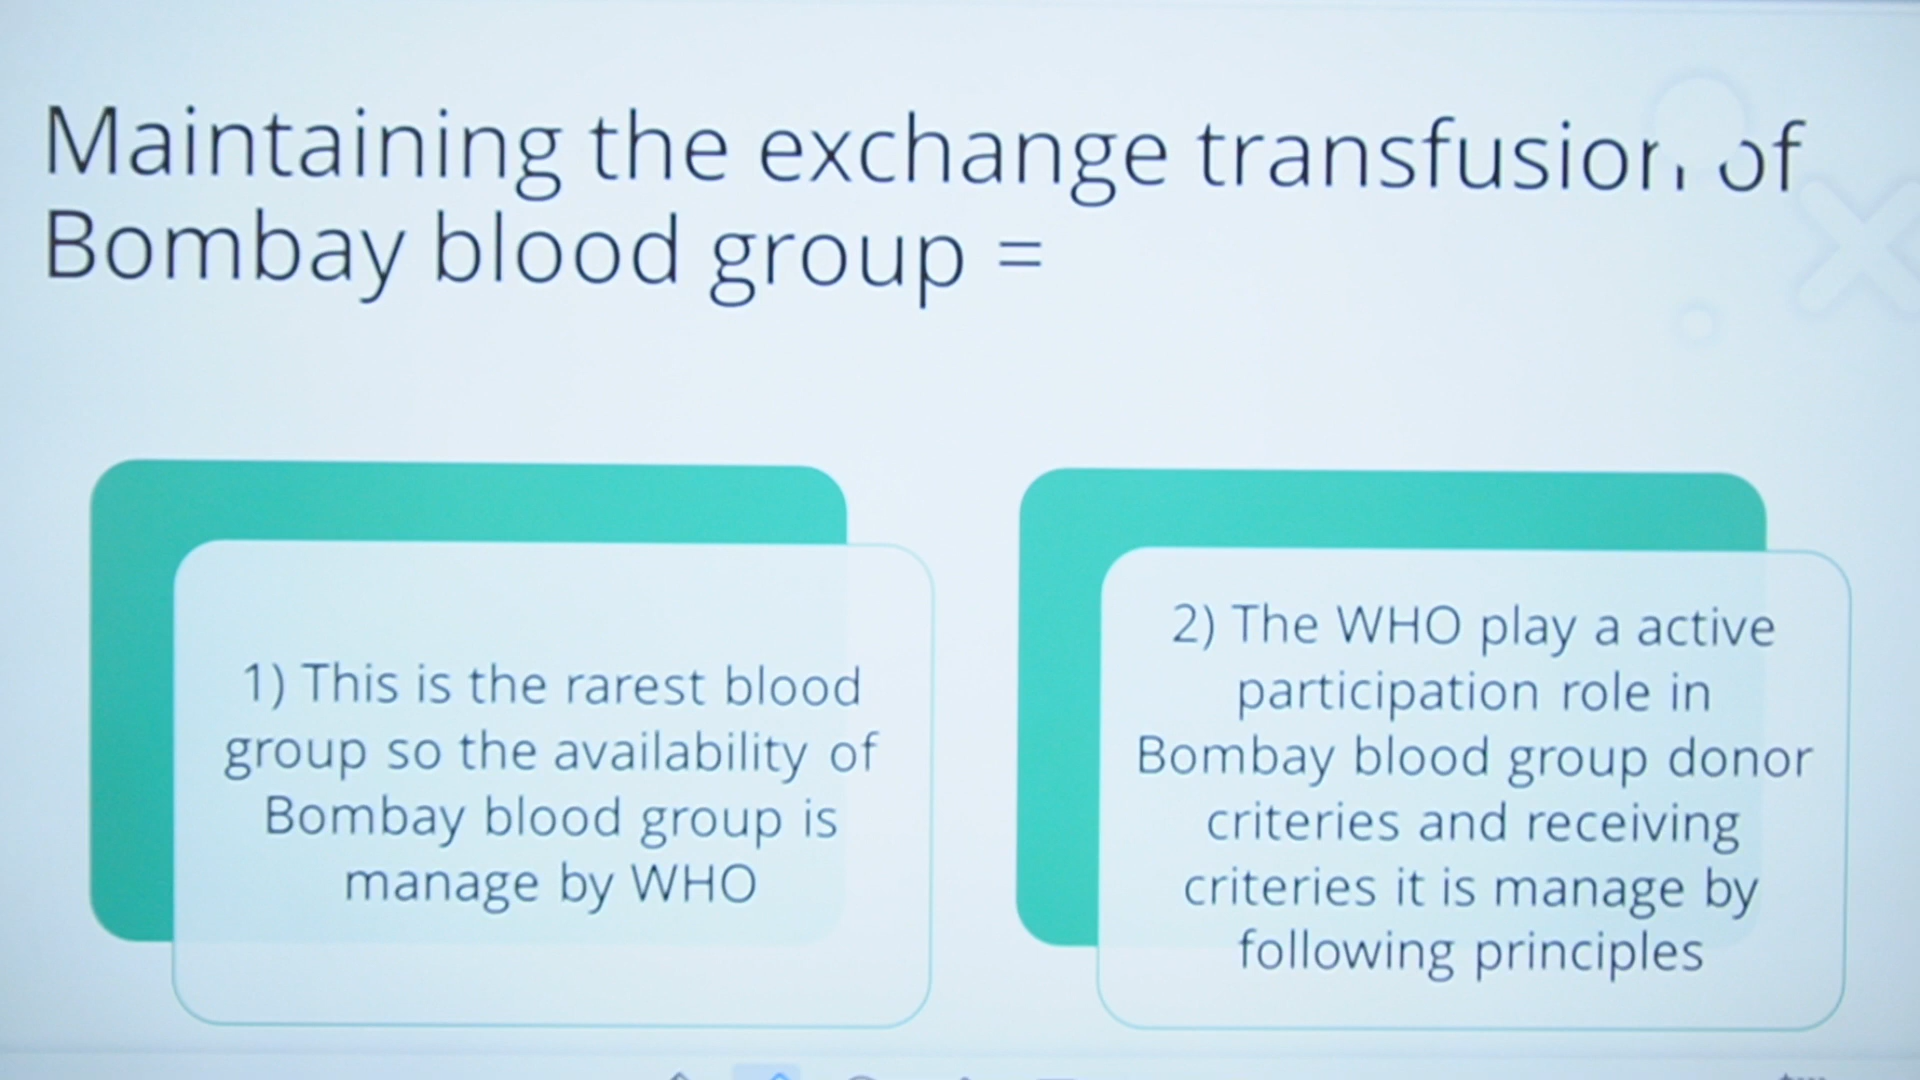 Maintaining the exchange transfusion of
Bombay blood group =
1) This is the rarest blood
group so the availability of
Bombay blood group is
manage by WHO
2) The WHO play a active
participation role in
Bombay blood group donor
criteries and receiving
criteries it is manage by
following principles